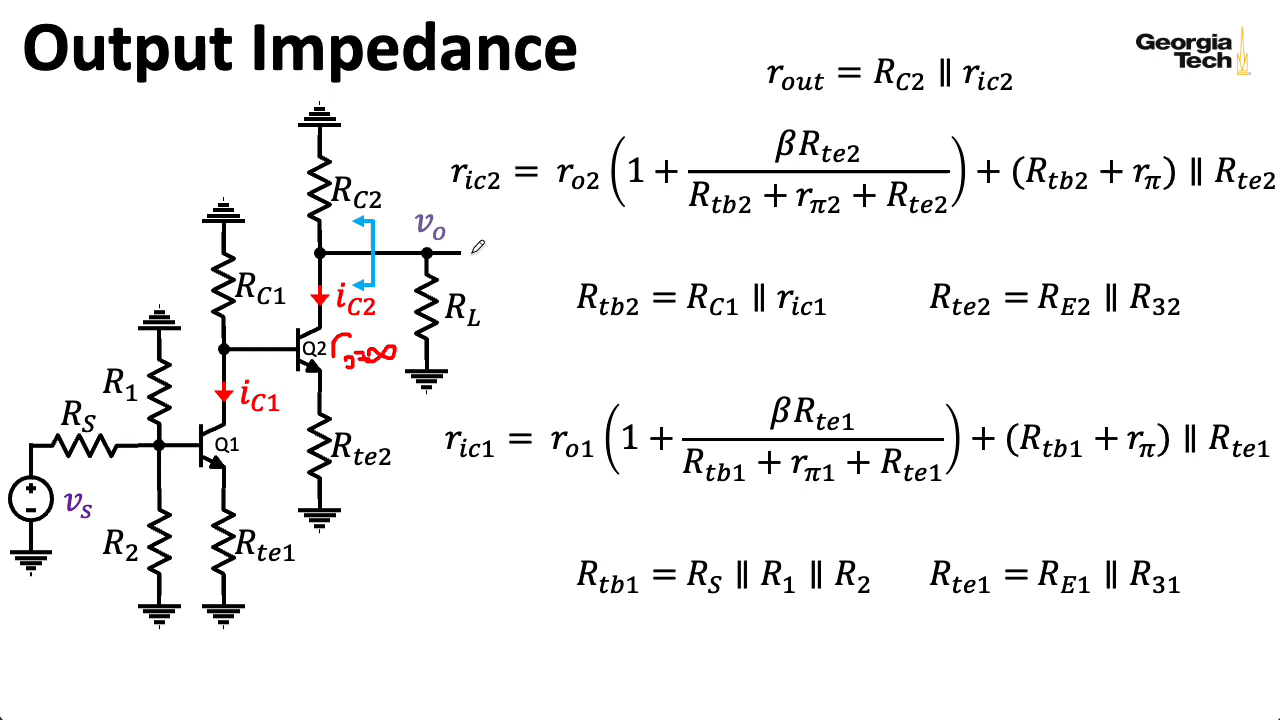 Output Impedance
Georgia
Tech
r_out = R_C2 ∥ r_ic2
r_ic2 = r_o2 (1 + βR_te2 / (R_tb2 + r_π2 + R_te2)) + (R_tb2 + r_π) ∥ R_te2
R_tb2 = R_C1 ∥ r_ic1
R_te2 = R_E2 ∥ R_32
r_ic1 = r_o1 (1 + βR_te1 / (R_tb1 + r_π1 + R_te1)) + (R_tb1 + r_π) ∥ R_te1
R_tb1 = R_S ∥ R_1 ∥ R_2
R_te1 = R_E1 ∥ R_31
R_C2
v_o
R_C1
i_C2
R_L
Q2
r_o=∞
R_1
i_C1
R_S
Q1
R_te2
+
-
v_s
R_2
R_te1